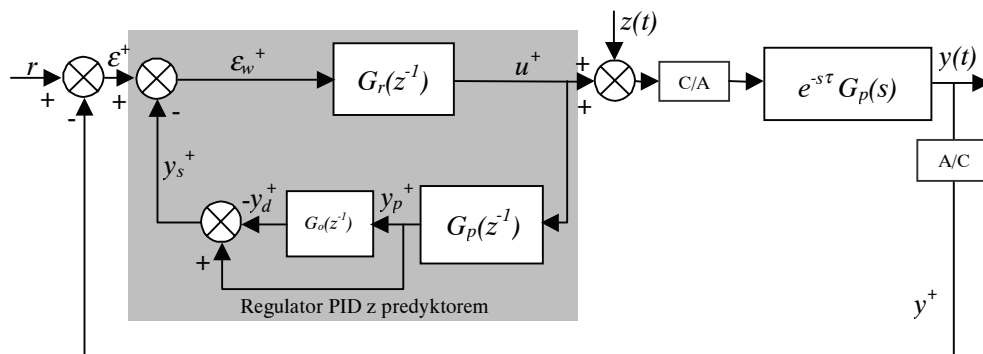 z(t)
r
ε⁺
ε_w⁺
G_r(z⁻¹)
u⁺
C/A
e^{-sτ} G_p(s)
y(t)
+
+
-
-
+
+
A/C
y_s⁺
-y_d⁺
G_o(z⁻¹)
y_p⁺
G_p(z⁻¹)
+
y⁺
Regulator PID z predyktorem